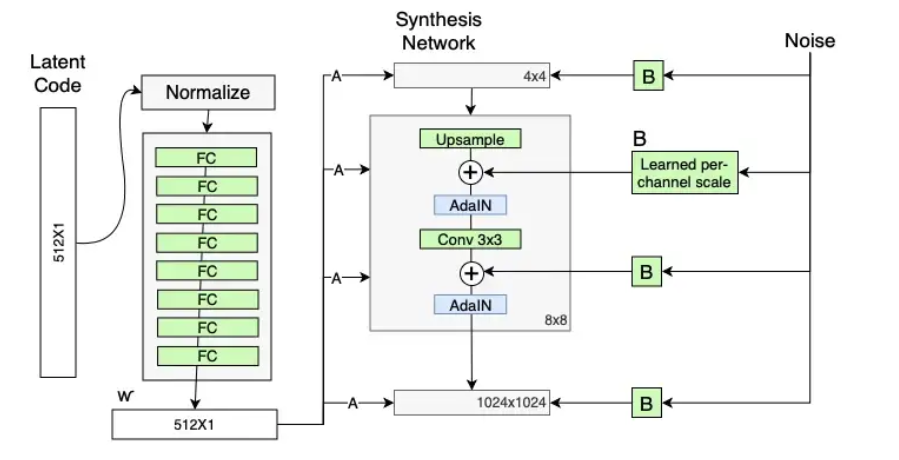 Latent
Code
512X1
Normalize
FC
FC
FC
FC
FC
FC
FC
FC
w
512X1
Synthesis
Network
A
4x4
A
Upsample
+
AdaIN
Conv 3x3
A
+
AdaIN
8x8
A
1024x1024
Noise
B
B
Learned per-
channel scale
B
B